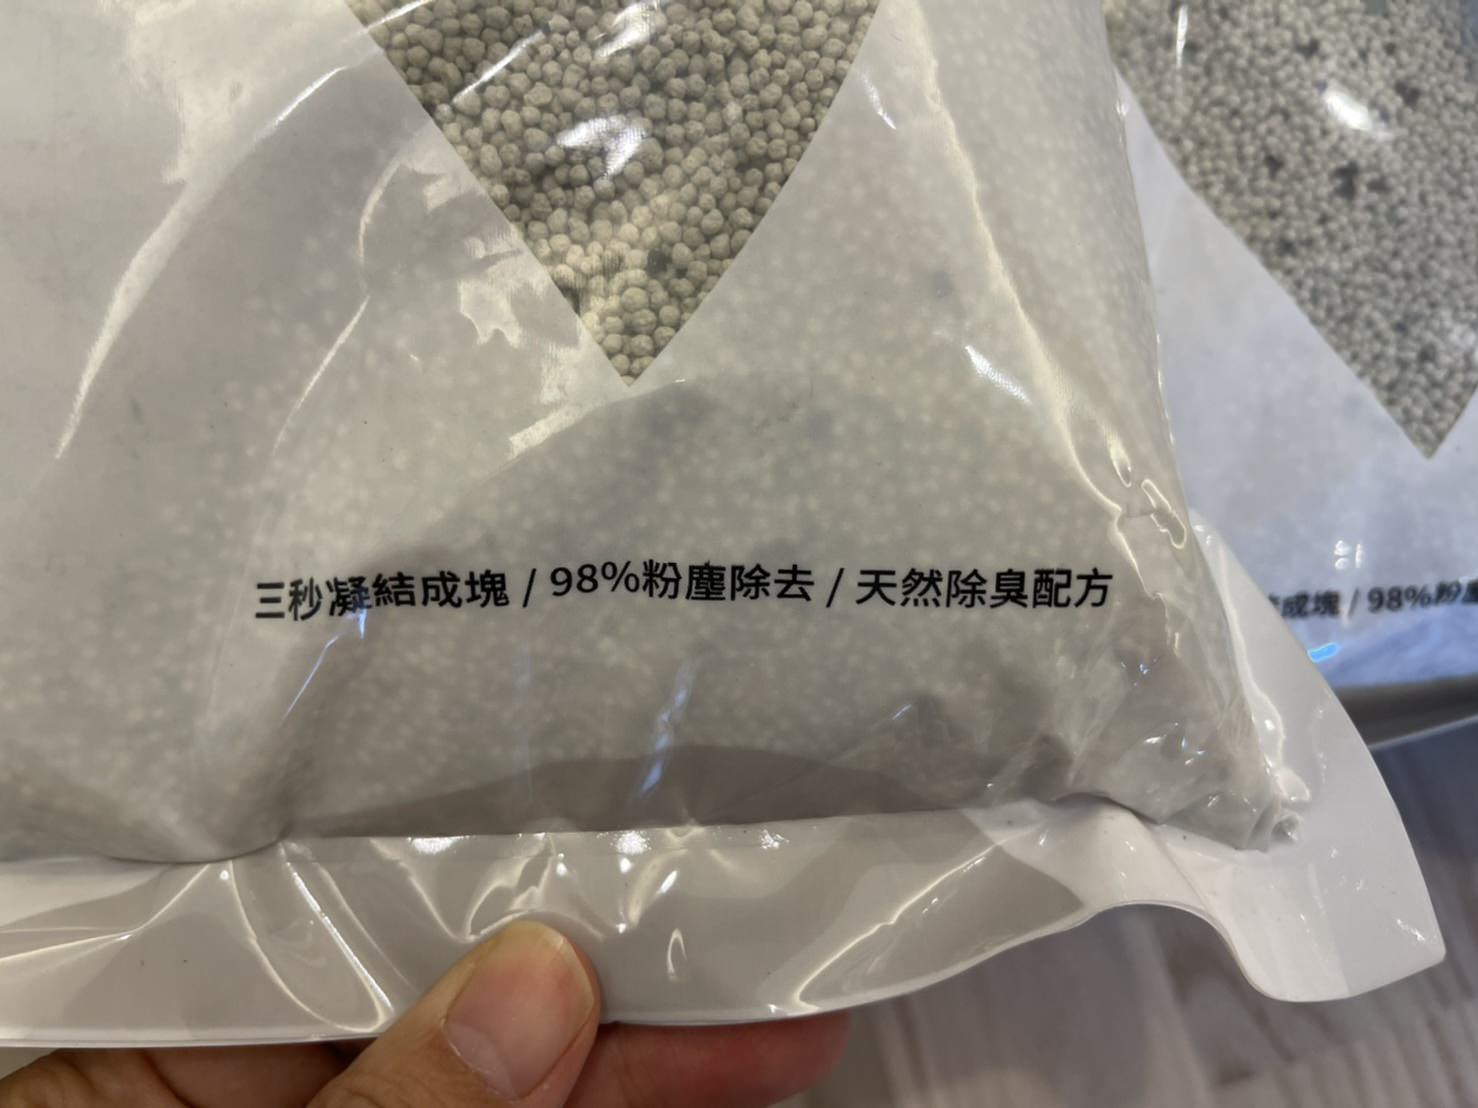 三秒凝結成塊 / 98%粉塵除去 / 天然除臭配方
成塊 / 98%粉塵